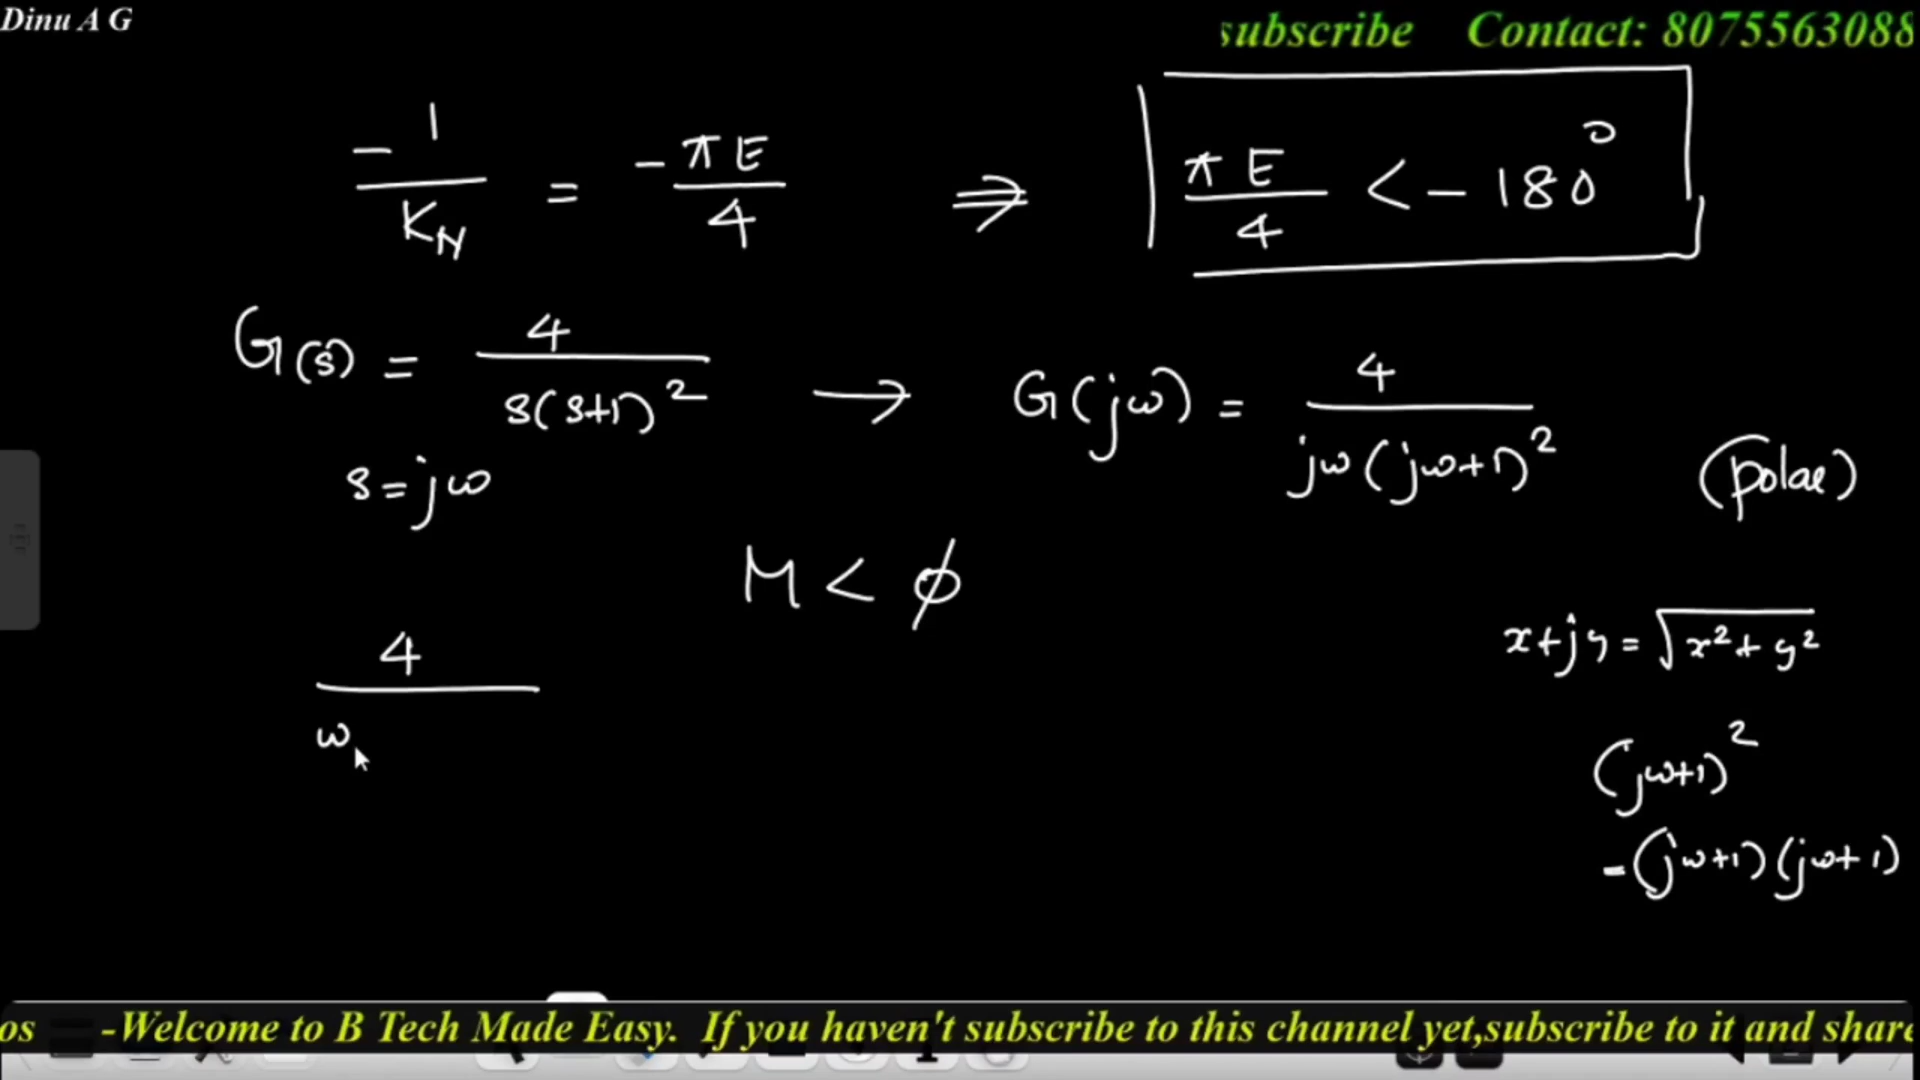 Dinu A G
subscribe Contact: 8075563088
-1/K_N = -πE/4 ⇒ πE/4 < -180°
G(s) = 4/s(s+1)² → G(jω) = 4/jω(jω+1)² (polar)
s=jω
M < ϕ
4/ω
x+jy = √x²+y²
(jω+1)²
=(jω+1)(jω+1)
os -Welcome to B Tech Made Easy. If you haven't subscribe to this channel yet,subscribe to it and share